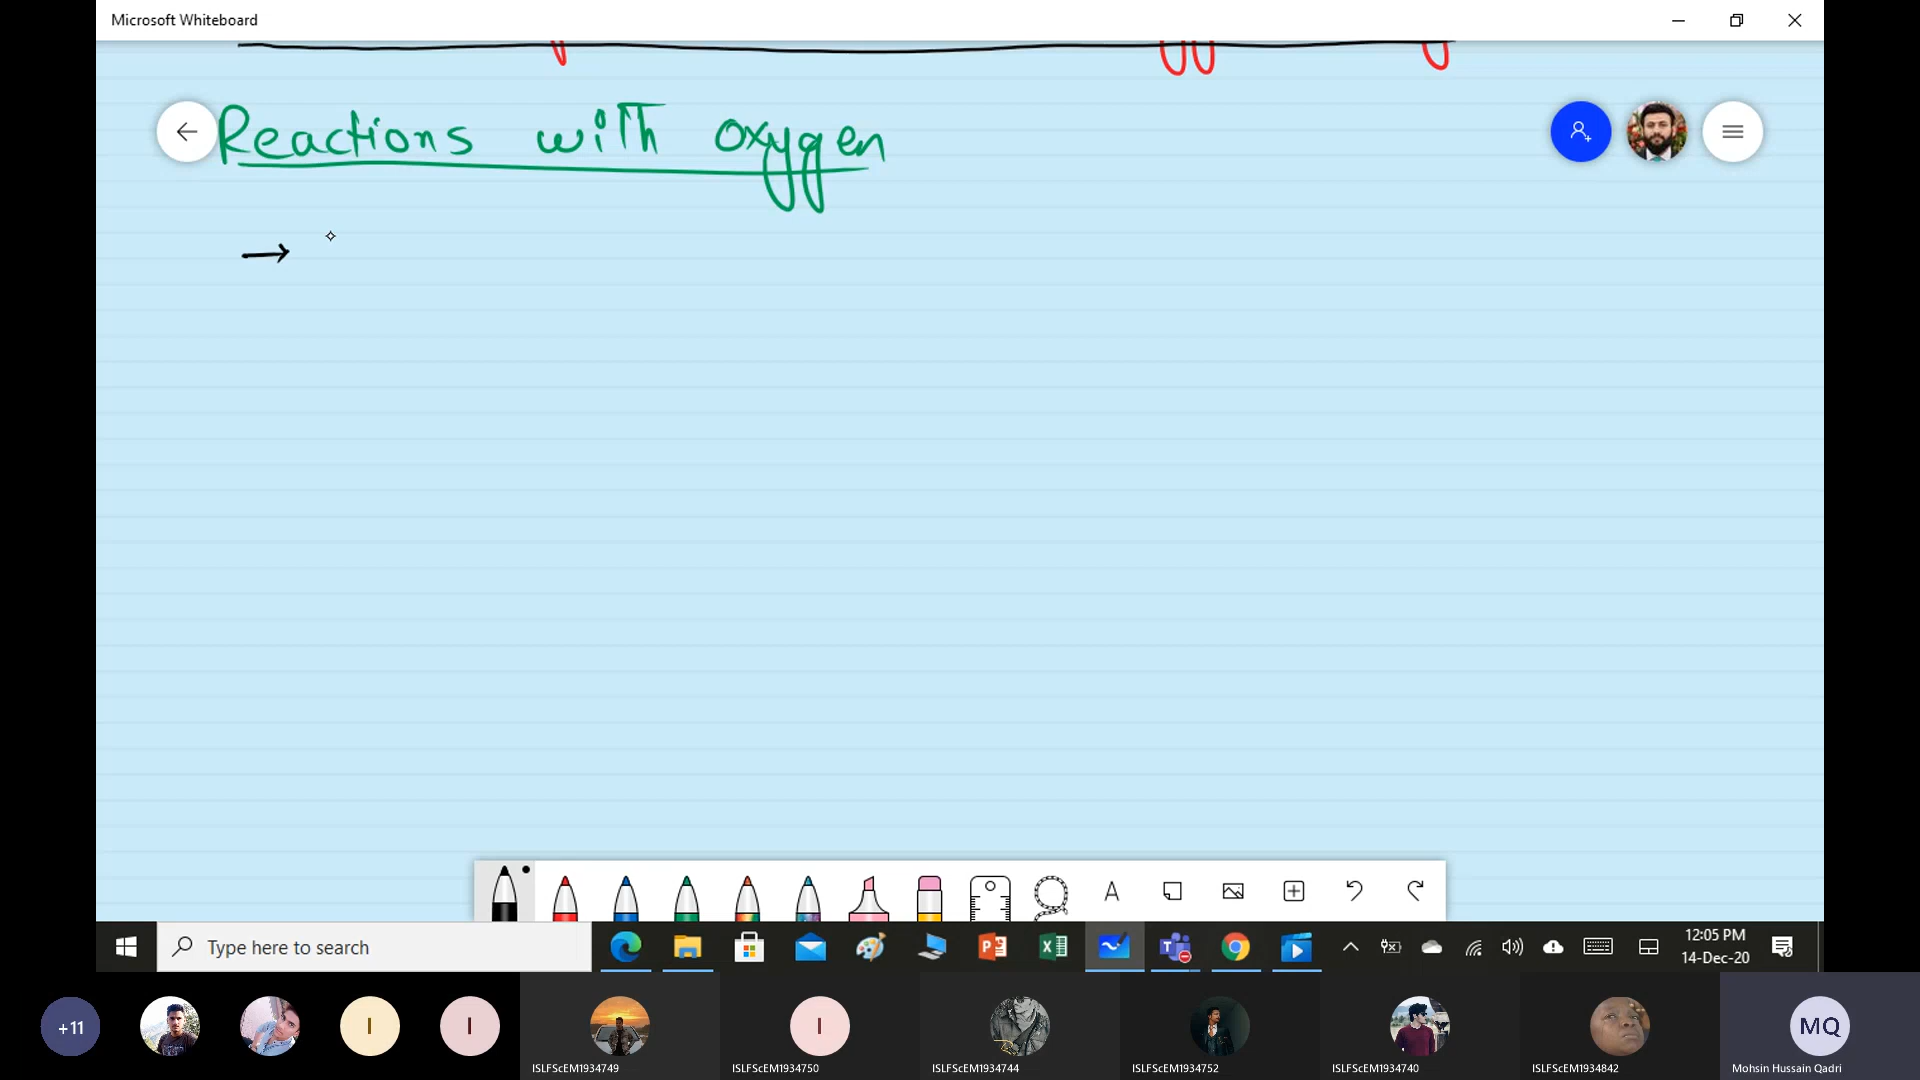 Microsoft Whiteboard
Reactions with oxygen
→
A
Type here to search
12:05 PM
14-Dec-20
+11
I
I
I
MQ
ISLFScEM1934749
ISLFScEM1934750
ISLFScEM1934744
ISLFScEM1934752
ISLFScEM1934740
ISLFScEM1934842
Mohsin Hussain Qadri